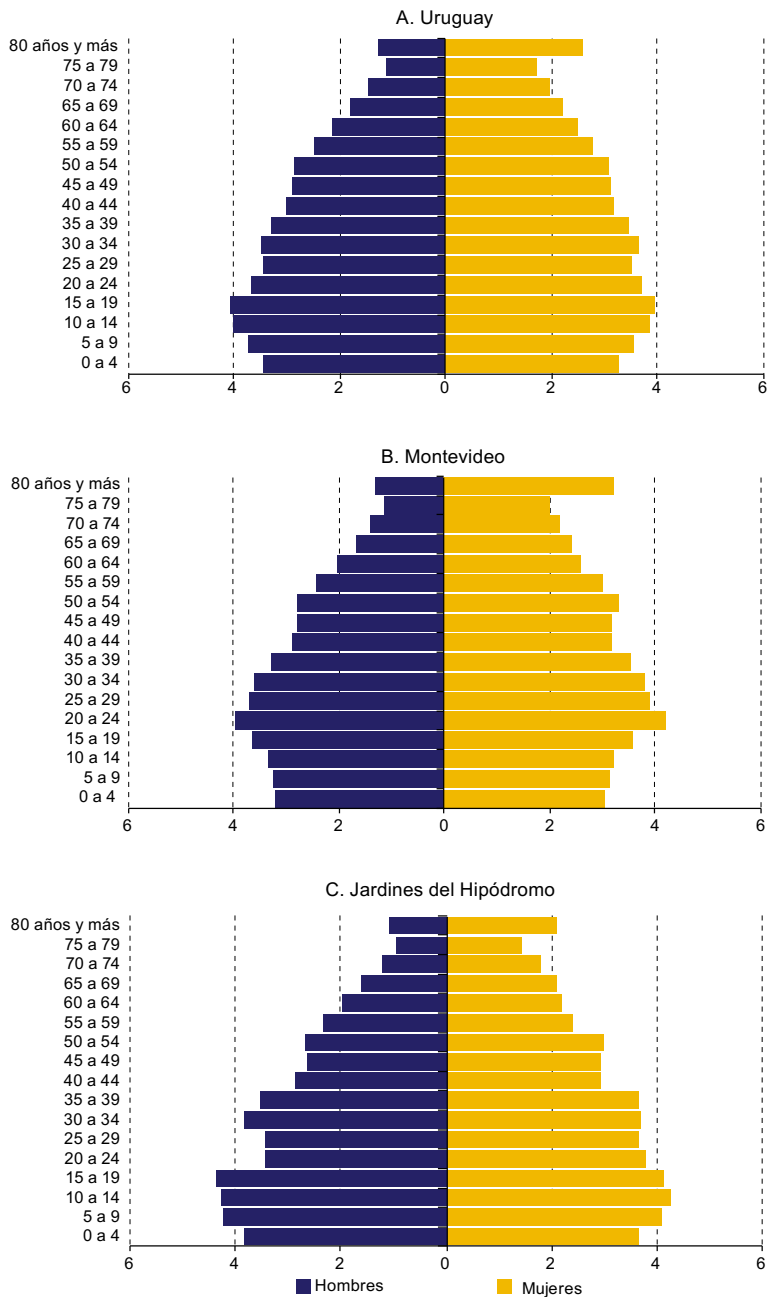 A. Uruguay
80 años y más
75 a 79
70 a 74
65 a 69
60 a 64
55 a 59
50 a 54
45 a 49
40 a 44
35 a 39
30 a 34
25 a 29
20 a 24
15 a 19
10 a 14
5 a 9
0 a 4
6 4 2 0 2 4 6
B. Montevideo
80 años y más
75 a 79
70 a 74
65 a 69
60 a 64
55 a 59
50 a 54
45 a 49
40 a 44
35 a 39
30 a 34
25 a 29
20 a 24
15 a 19
10 a 14
5 a 9
0 a 4
6 4 2 0 2 4 6
C. Jardines del Hipódromo
80 años y más
75 a 79
70 a 74
65 a 69
60 a 64
55 a 59
50 a 54
45 a 49
40 a 44
35 a 39
30 a 34
25 a 29
20 a 24
15 a 19
10 a 14
5 a 9
0 a 4
6 4 2 0 2 4 6
Hombres Mujeres